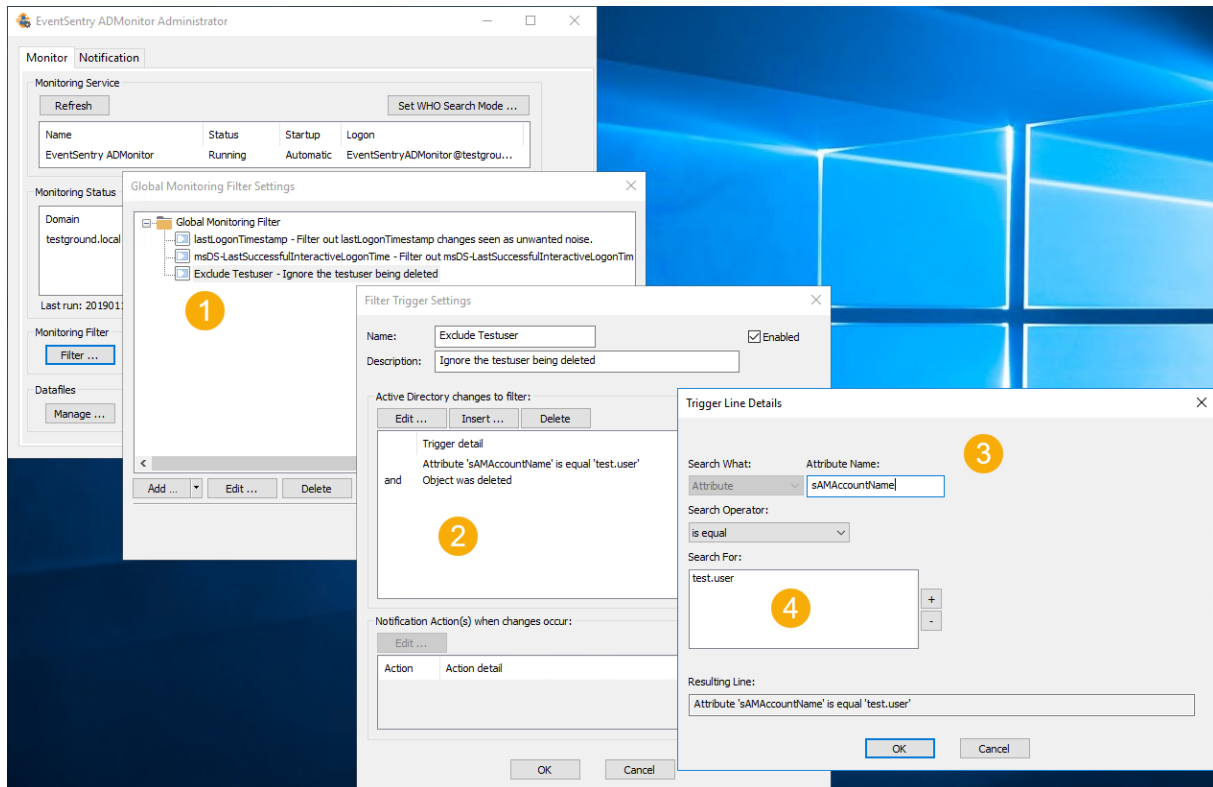 EventSentry ADMonitor Administrator
Monitor Notification
Monitoring Service
Refresh Set WHO Search Mode ...
Name Status Startup Logon
EventSentry ADMonitor Running Automatic EventSentryADMonitor@testgrou...
Monitoring Status
Domain
testground.local
Last run: 201901
Monitoring Filter
Filter ...
Datafiles
Manage ...
Global Monitoring Filter Settings
Global Monitoring Filter
lastLogonTimestamp - Filter out lastLogonTimestamp changes seen as unwanted noise.
msDS-LastSuccessfulInteractiveLogonTime - Filter out msDS-LastSuccessfulInteractiveLogonTim
Exclude Testuser - Ignore the testuser being deleted
1
Add ... Edit ... Delete
Filter Trigger Settings
Name: Exclude Testuser Enabled
Description: Ignore the testuser being deleted
Active Directory changes to filter:
Edit ... Insert ... Delete
Trigger detail
Attribute 'sAMAccountName' is equal 'test.user'
and Object was deleted
2
Notification Action(s) when changes occur:
Edit ...
Action Action detail
OK Cancel
Trigger Line Details
3
Search What: Attribute Name:
Attribute sAMAccountName
Search Operator:
is equal
Search For:
test.user
+
4
-
Resulting Line:
Attribute 'sAMAccountName' is equal 'test.user'
OK Cancel